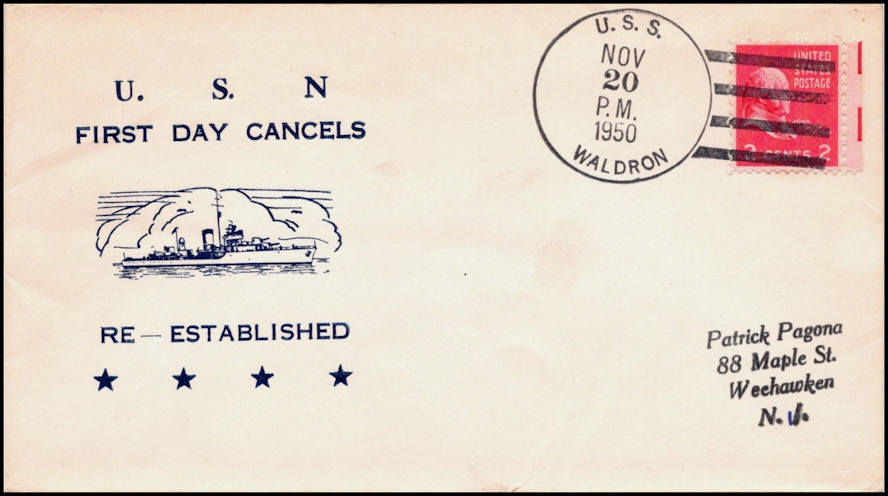 U. S. N
FIRST DAY CANCELS
RE — ESTABLISHED
U. S. S.
NOV
20
P.M.
1950
WALDRON
UNITED
STATES
POSTAGE
JOHN
2 CENTS 2
Patrick Pagona
88 Maple St.
Weehawken
N. J.